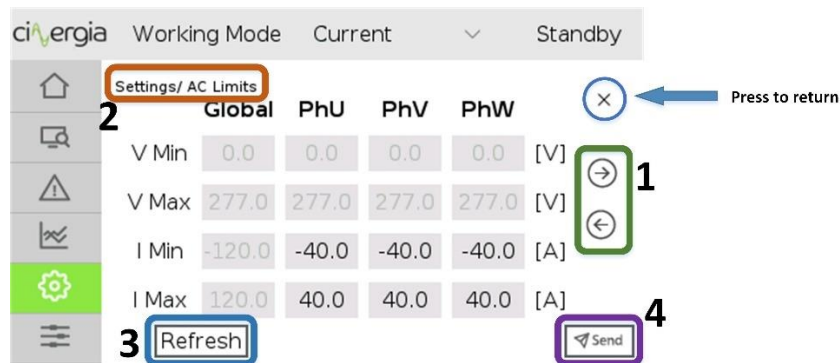 cinergia Working Mode Current Standby
Settings/ AC Limits
2
Global PhU PhV PhW
Press to return
V Min 0.0 0.0 0.0 0.0 [V]
1
V Max 277.0 277.0 277.0 277.0 [V]
I Min -120.0 -40.0 -40.0 -40.0 [A]
I Max 120.0 40.0 40.0 40.0 [A]
3 Refresh
Send 4